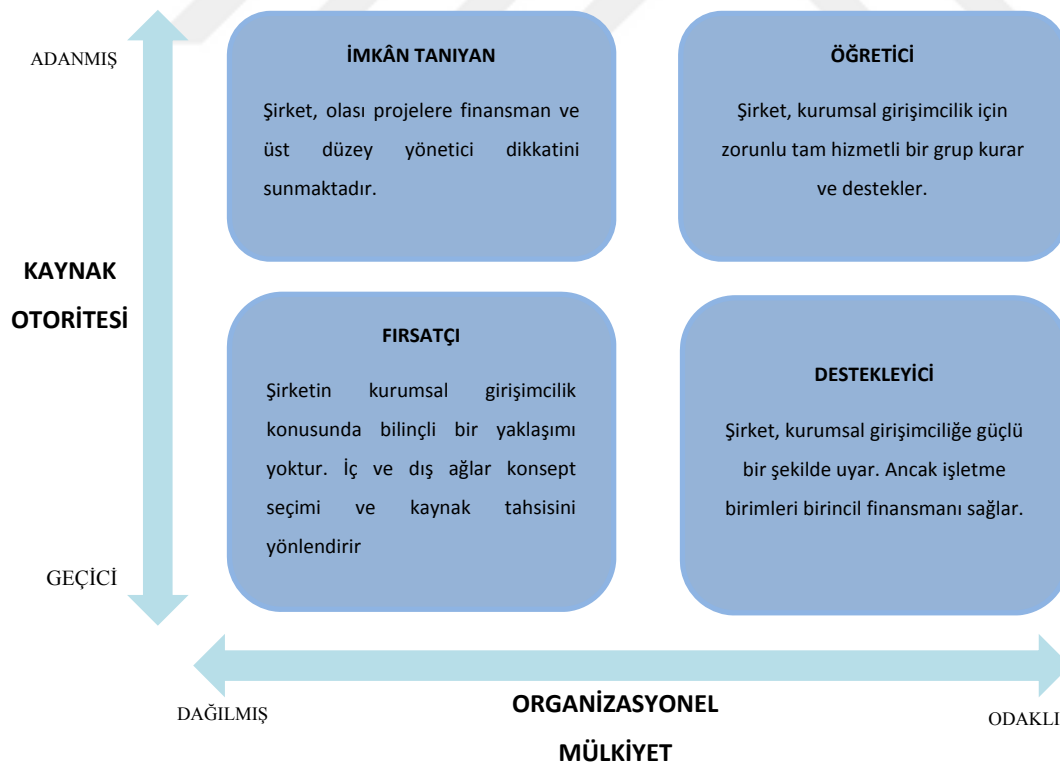 ADANMIŞ
İMKÂN TANIYAN
Şirket, olası projelere finansman ve
üst düzey yönetici dikkatini
sunmaktadır.
ÖĞRETİCİ
Şirket, kurumsal girişimcilik için
zorunlu tam hizmetli bir grup kurar
ve destekler.
KAYNAK
OTORİTESİ
FIRSATÇI
Şirketin kurumsal girişimcilik
konusunda bilinçli bir yaklaşımı
yoktur. İç ve dış ağlar konsept
seçimi ve kaynak tahsisini
yönlendirir
DESTEKLEYİCİ
Şirket, kurumsal girişimciliğe güçlü
bir şekilde uyar. Ancak işletme
birimleri birincil finansmanı sağlar.
GEÇİCİ
DAĞILMIŞ
ORGANİZASYONEL
MÜLKİYET
ODAKLI